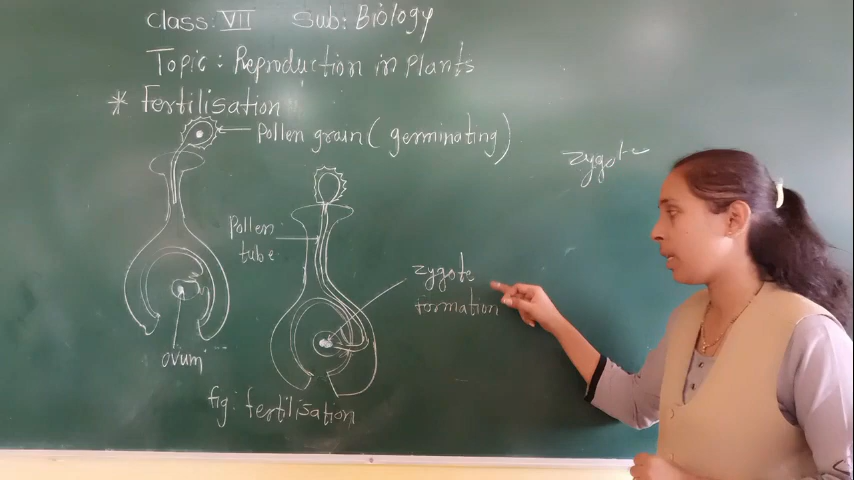 Class: VII Sub: Biology
Topic: Reproduction in Plants
* Fertilisation
Pollen grain (germinating)
zygote
Pollen
tube
zygote
formation
ovum
fig: fertilisation